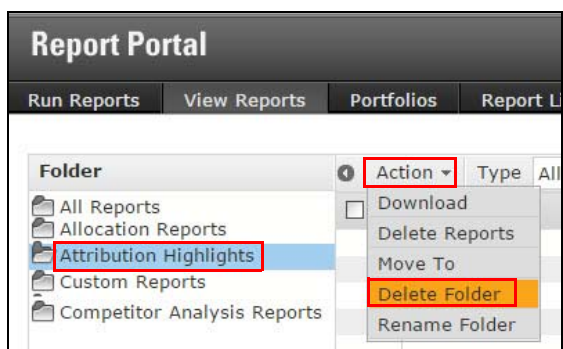 Report Portal
Run Reports View Reports Portfolios Report Li
Folder Action Type All
All Reports Download
Allocation Reports Delete Reports
Attribution Highlights Move To
Custom Reports Delete Folder
Competitor Analysis Reports Rename Folder